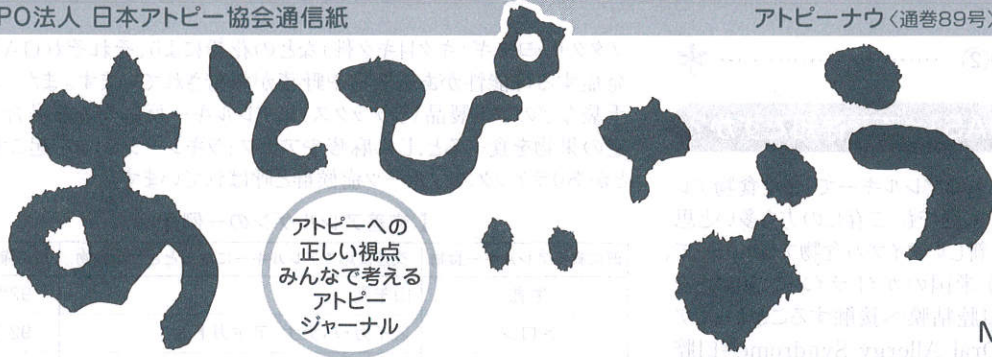 PO法人 日本アトピー協会通信紙
アトピーナウ〈通巻89号〉
あとぴぃなう
アトピーへの
正しい視点
みんなで考える
アトピー
ジャーナル
N